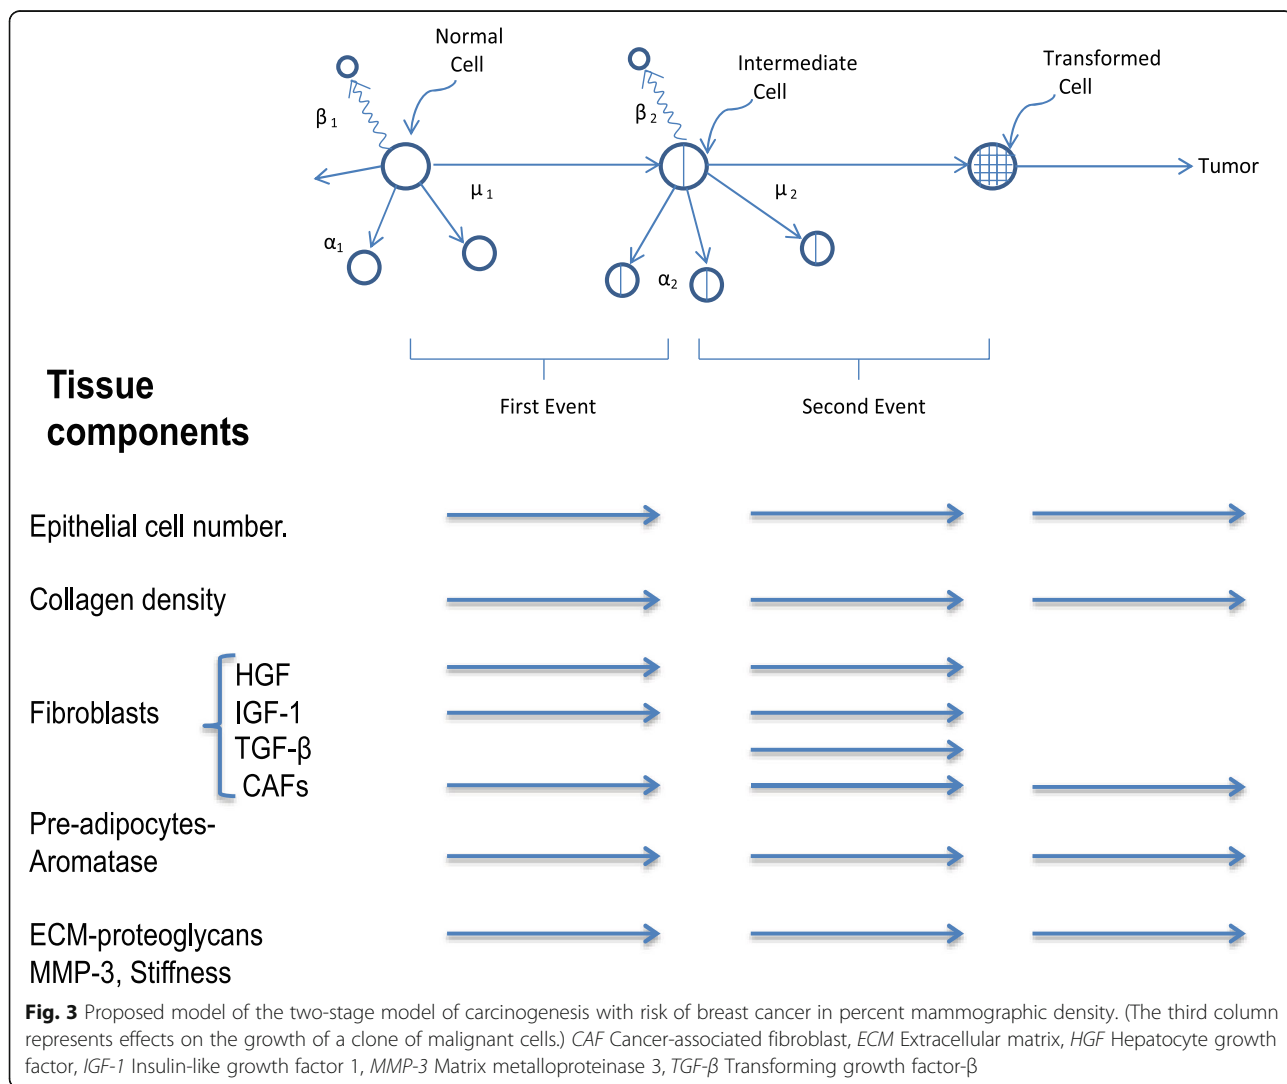 Normal
Cell
Intermediate
Cell
Transformed
Cell
β1
β2
μ1
μ2
Tumor
α1
α2
Tissue
components
First Event
Second Event
Epithelial cell number.
Collagen density
Fibroblasts
HGF
IGF-1
TGF-β
CAFs
Pre-adipocytes-
Aromatase
ECM-proteoglycans
MMP-3, Stiffness
Fig. 3 Proposed model of the two-stage model of carcinogenesis with risk of breast cancer in percent mammographic density. (The third column
represents effects on the growth of a clone of malignant cells.) CAF Cancer-associated fibroblast, ECM Extracellular matrix, HGF Hepatocyte growth
factor, IGF-1 Insulin-like growth factor 1, MMP-3 Matrix metalloproteinase 3, TGF-β Transforming growth factor-β